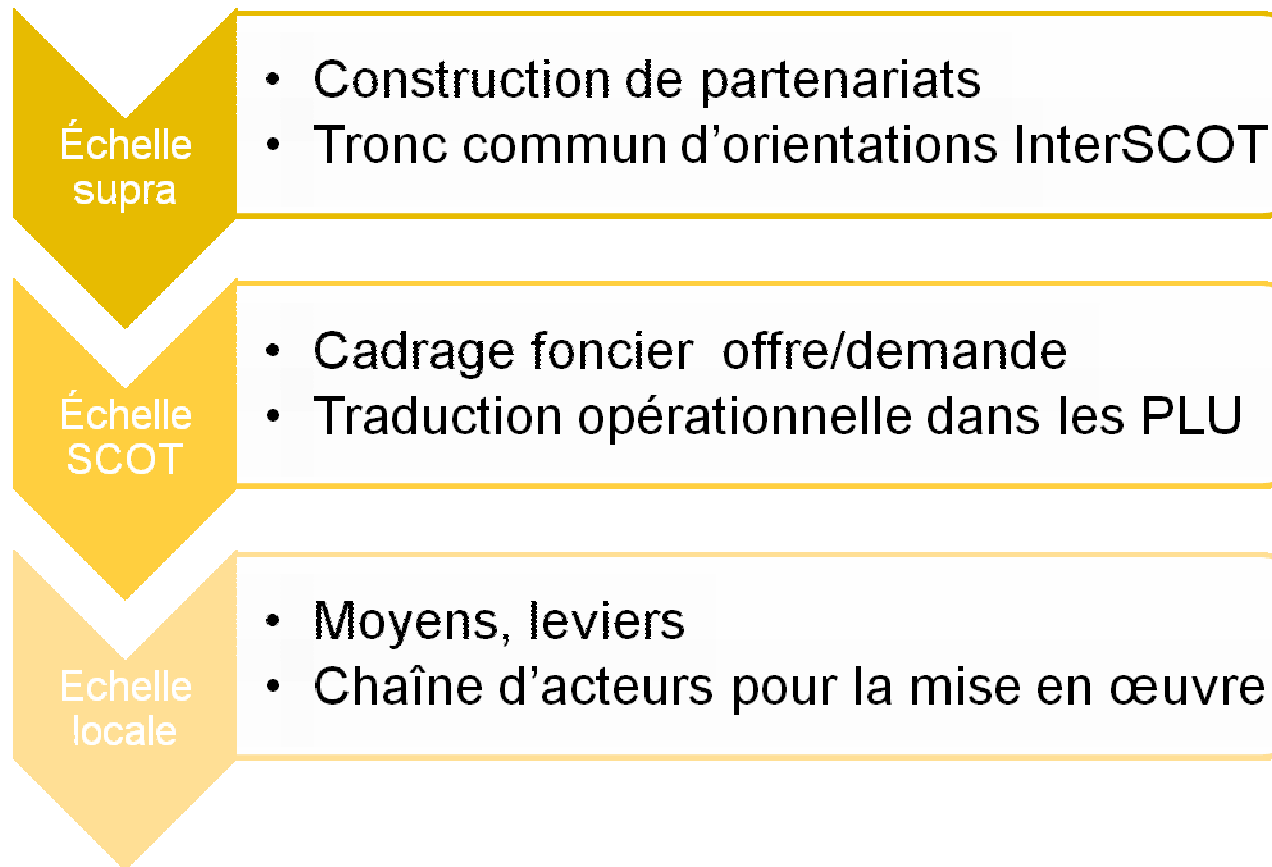 Échelle
supra
• Construction de partenariats
• Tronc commun d’orientations InterSCOT
Échelle
SCOT
• Cadrage foncier  offre/demande
• Traduction opérationnelle dans les PLU
Echelle
locale
• Moyens, leviers
• Chaîne d’acteurs pour la mise en œuvre